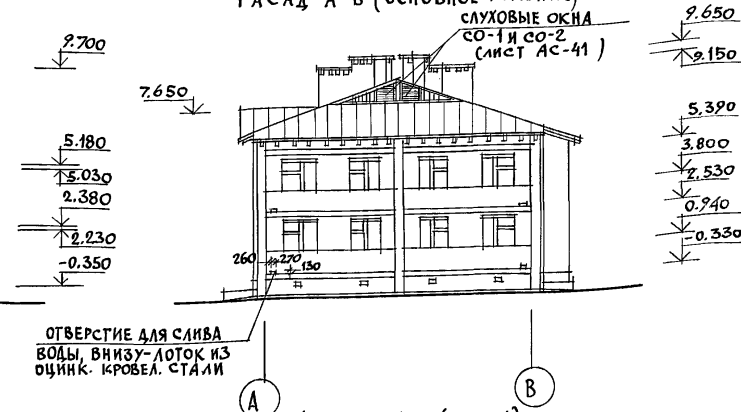 СЛУХОВЫЕ ОКНА
СО-1 И СО-2
(ЛИСТ АС-41 )
9.700
7.650
5.180
5.030
2.380
2.230
-0.350
9.650
9.150
5.390
3.800
2.530
0.940
-0.330
260 270
130
ОТВЕРСТИЕ ДЛЯ СЛИВА
ВОДЫ, ВНИЗУ-ЛОТОК ИЗ
ОЦИНК. КРОВЕЛ. СТАЛИ
А
В